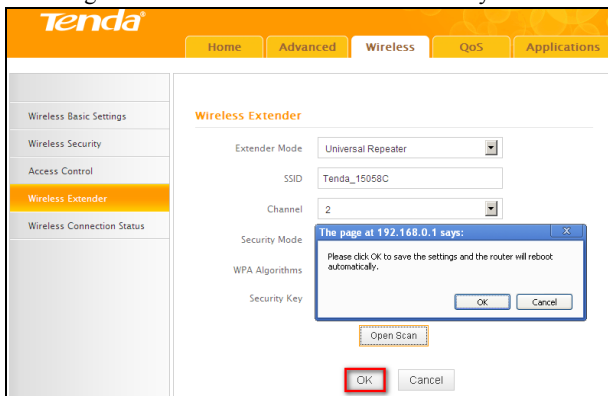 Tenda
Home Advanced Wireless QoS Applications
Wireless Basic Settings
Wireless Security
Access Control
Wireless Extender
Wireless Connection Status
Wireless Extender
Extender Mode Universal Repeater
SSID Tenda_15058C
Channel 2
Security Mode
WPA Algorithms
Security Key
The page at 192.168.0.1 says:
Please click OK to save the settings and the router will reboot
automatically.
OK Cancel
Open Scan
OK Cancel